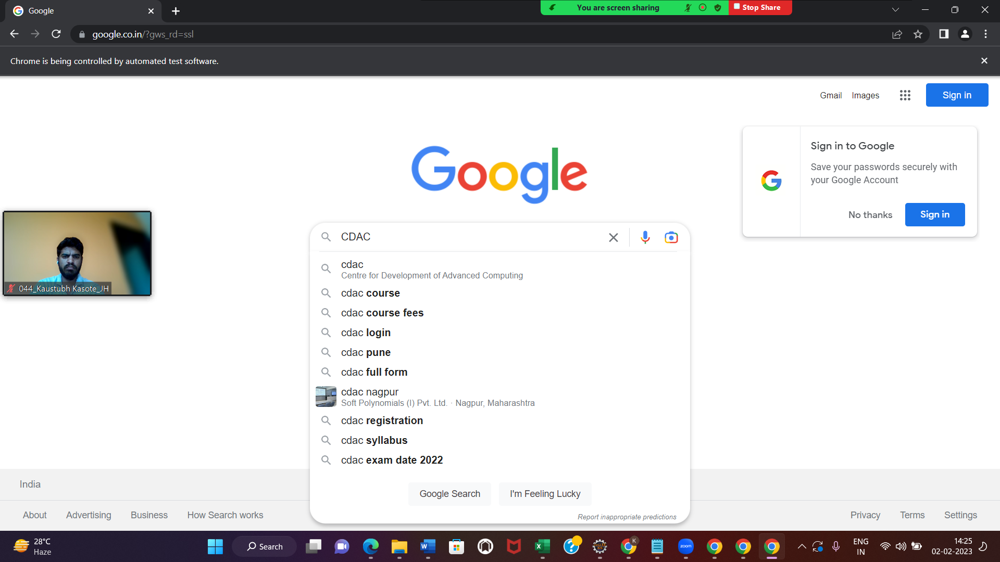 Google
You are screen sharing
Stop Share
google.co.in/?gws_rd=ssl
Chrome is being controlled by automated test software.
Gmail Images
Sign in
Google
Sign in to Google
Save your passwords securely with
your Google Account
No thanks
Sign in
044_Kaustubh Kasote_JH
CDAC
cdac
Centre for Development of Advanced Computing
cdac course
cdac course fees
cdac login
cdac pune
cdac full form
cdac nagpur
Soft Polynomials (I) Pvt. Ltd. · Nagpur, Maharashtra
cdac registration
cdac syllabus
cdac exam date 2022
Google Search
I'm Feeling Lucky
Report inappropriate predictions
India
About Advertising Business How Search works
Privacy Terms Settings
28°C
Haze
Search
K
zoom
ENG
IN
14:25
02-02-2023